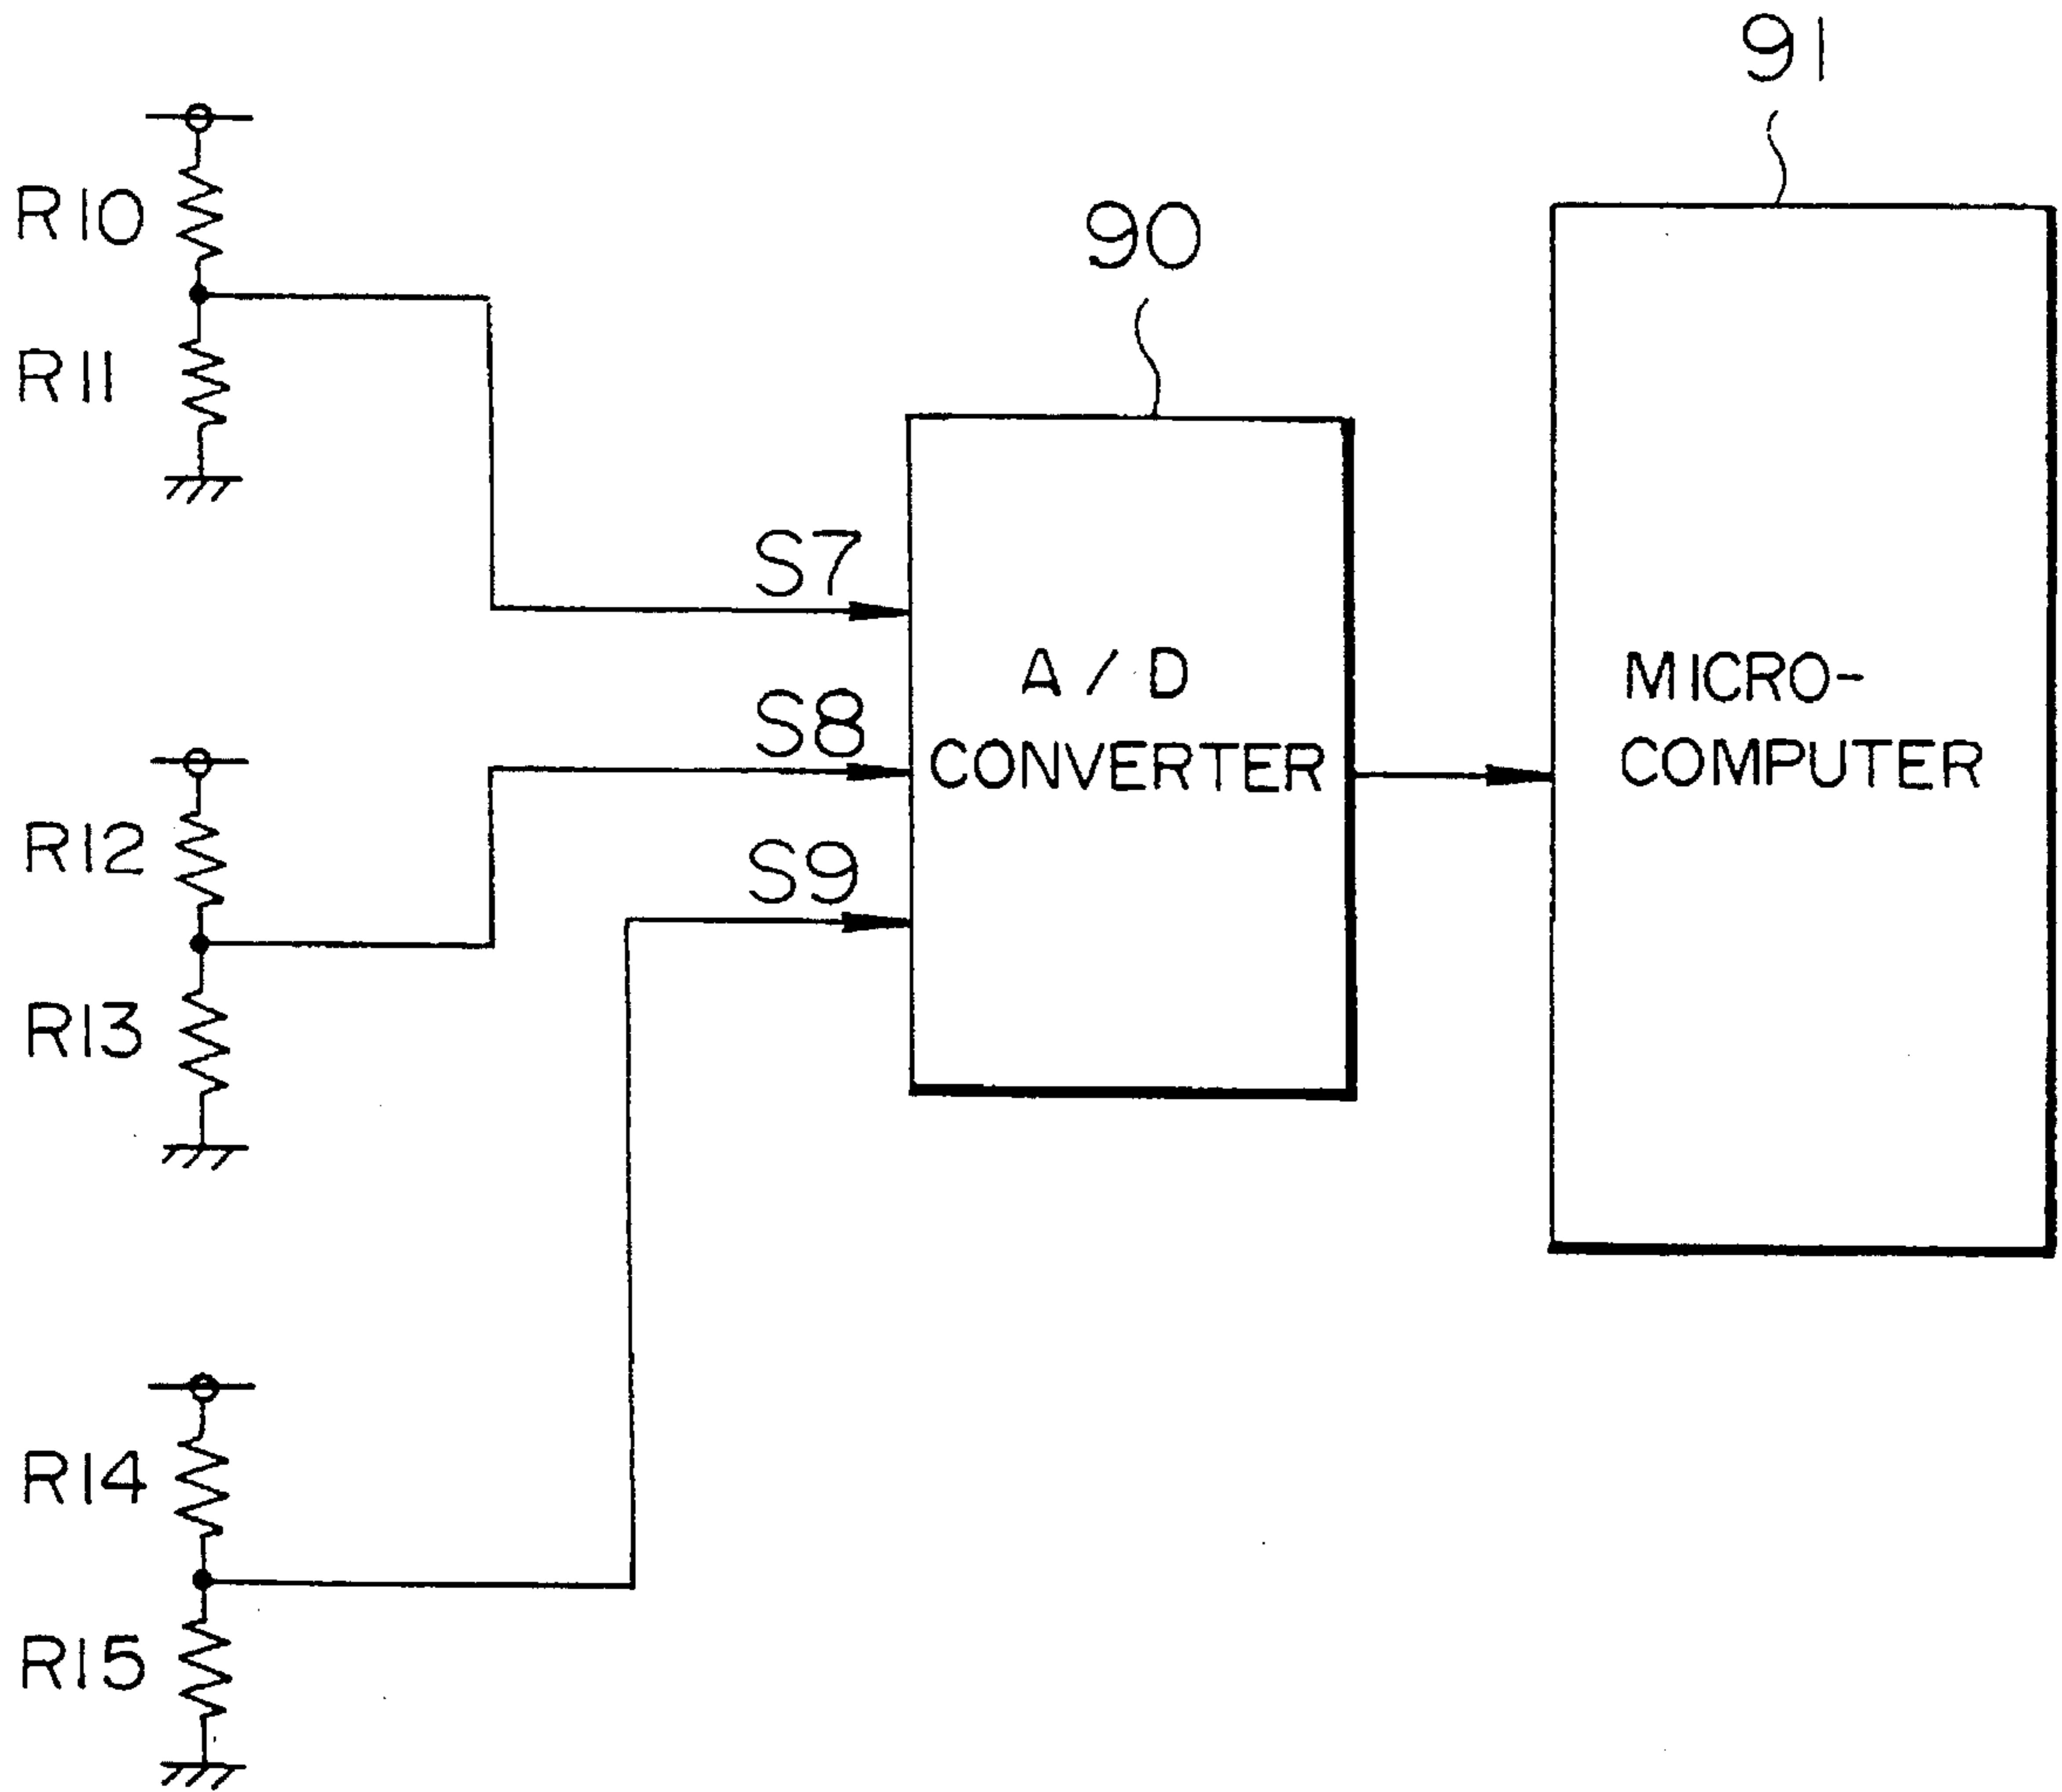 91
R10
90
R11
S7
A/D
CONVERTER
MICRO-
COMPUTER
S8
R12
S9
R13
R14
R15